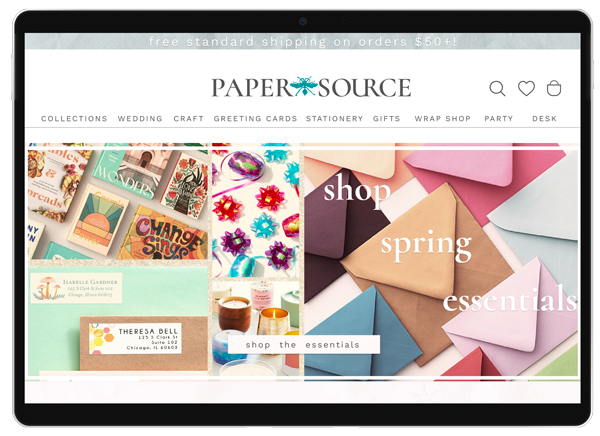 free standard shipping on orders $50+!
PAPER SOURCE
COLLECTIONS WEDDING CRAFT GREETING CARDS STATIONERY GIFTS WRAP SHOP PARTY DESK
shop
spring
essentials
WONDERS
CHANGE
Sings
ISABELLE GARDNER
THERESA BELL
125 S Clark St
Suite 102
Chicago, IL 60603
shop the essentials